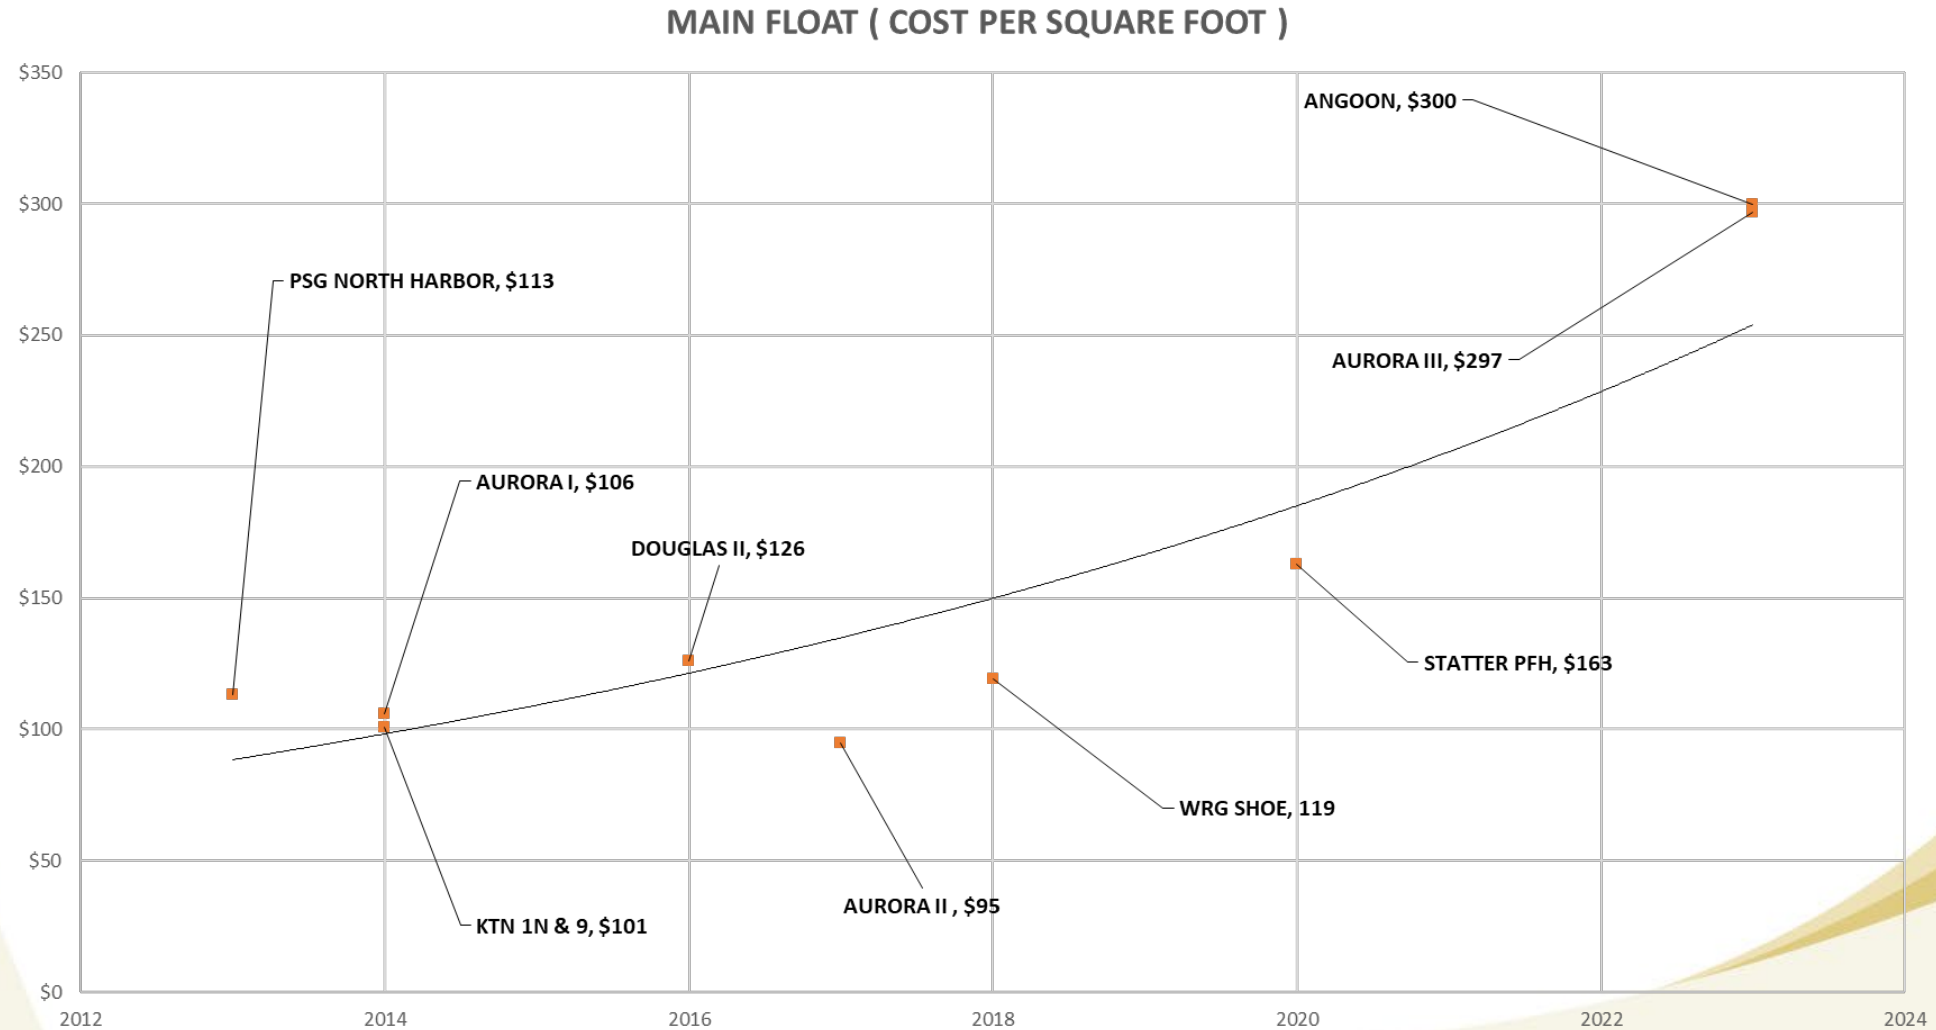 MAIN FLOAT ( COST PER SQUARE FOOT )
$350
ANGOON, $300
$300
PSG NORTH HARBOR, $113
$250
AURORA III, $297
$200
AURORA I, $106
DOUGLAS II, $126
$150
STATTER PFH, $163
$100
WRG SHOE, 119
$50
AURORA II , $95
KTN 1N & 9, $101
$0
2012 2014 2016 2018 2020 2022 2024